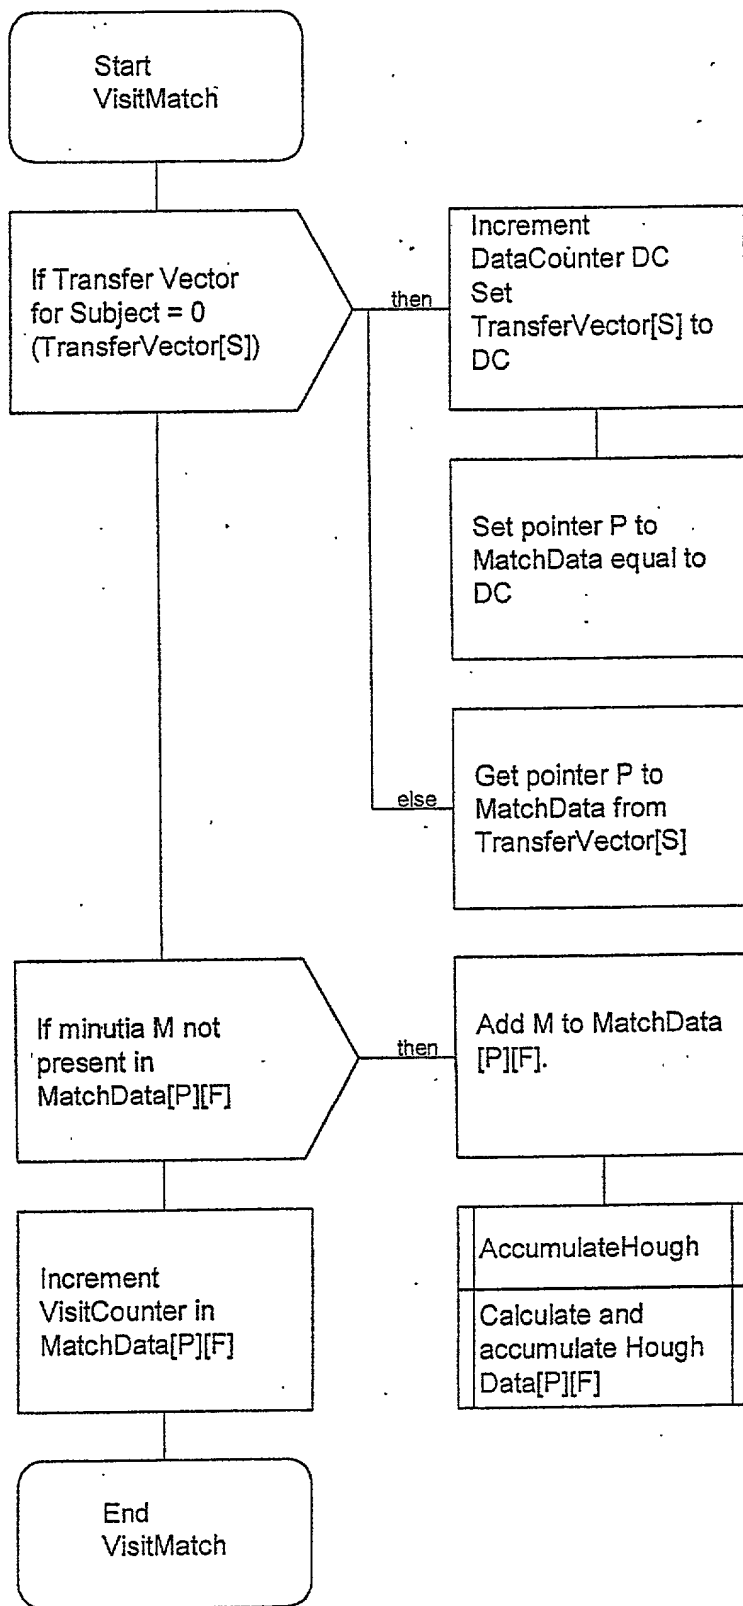 Start
VisitMatch
If Transfer Vector
for Subject = 0
(TransferVector[S])
then
Increment
DataCounter DC
Set
TransferVector[S] to
DC
Set pointer P to
MatchData equal to
DC
else
Get pointer P to
MatchData from
TransferVector[S]
If minutia M not
present in
MatchData[P][F]
then
Add M to MatchData
[P][F].
AccumulateHough
Calculate and
accumulate Hough
Data[P][F]
Increment
VisitCounter in
MatchData[P][F]
End
VisitMatch